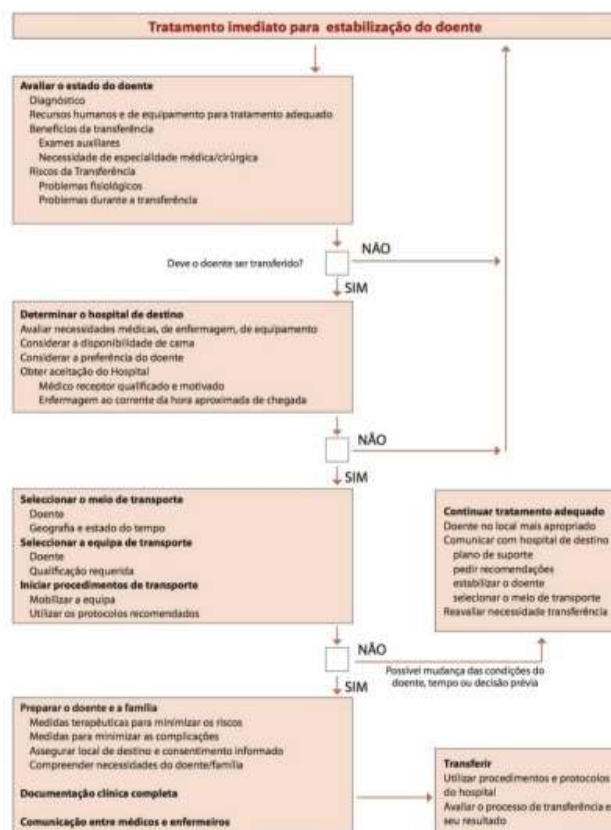 Tratamento imediato para estabilização do doente
Avaliar o estado do doente
Diagnóstico
Recursos humanos e de equipamento para tratamento adequado
Benefícios da transferência
Exames auxiliares
Necessidade de especialidade médica/cirúrgica
Riscos da Transferência
Problemas fisiológicos
Problemas durante a transferência
NÃO
Deve o doente ser transferido?
SIM
Determinar o hospital de destino
Avaliar necessidades médicas, de enfermagem, de equipamento
Considerar a disponibilidade de cama
Considerar a preferência do doente
Obter aceitação do Hospital
Médico receptor qualificado e motivado
Enfermagem ao corrente da hora aproximada de chegada
NÃO
SIM
Seleccionar o meio de transporte
Doente
Geografia e estado do tempo
Seleccionar a equipa de transporte
Doente
Qualificação requerida
Iniciar procedimentos de transporte
Mobilizar a equipa
Utilizar os protocolos recomendados
Continuar tratamento adequado
Doente no local mais apropriado
Comunicar com hospital de destino
plano de suporte
pedir recomendações
estabilizar o doente
selecionar o meio de transporte
Reavaliar necessidade transferência
NÃO
Possível mudança das condições do
doente, tempo ou decisão prévia
SIM
Preparar o doente e a família
Medidas terapêuticas para minimizar os riscos
Medidas para minimizar as complicações
Assegurar local de destino e consentimento informado
Compreender necessidades do doente/família
Documentação clínica completa
Comunicação entre médicos e enfermeiros
Transferir
Utilizar procedimentos e protocolos
do hospital
Avaliar o processo de transferência e
seu resultado